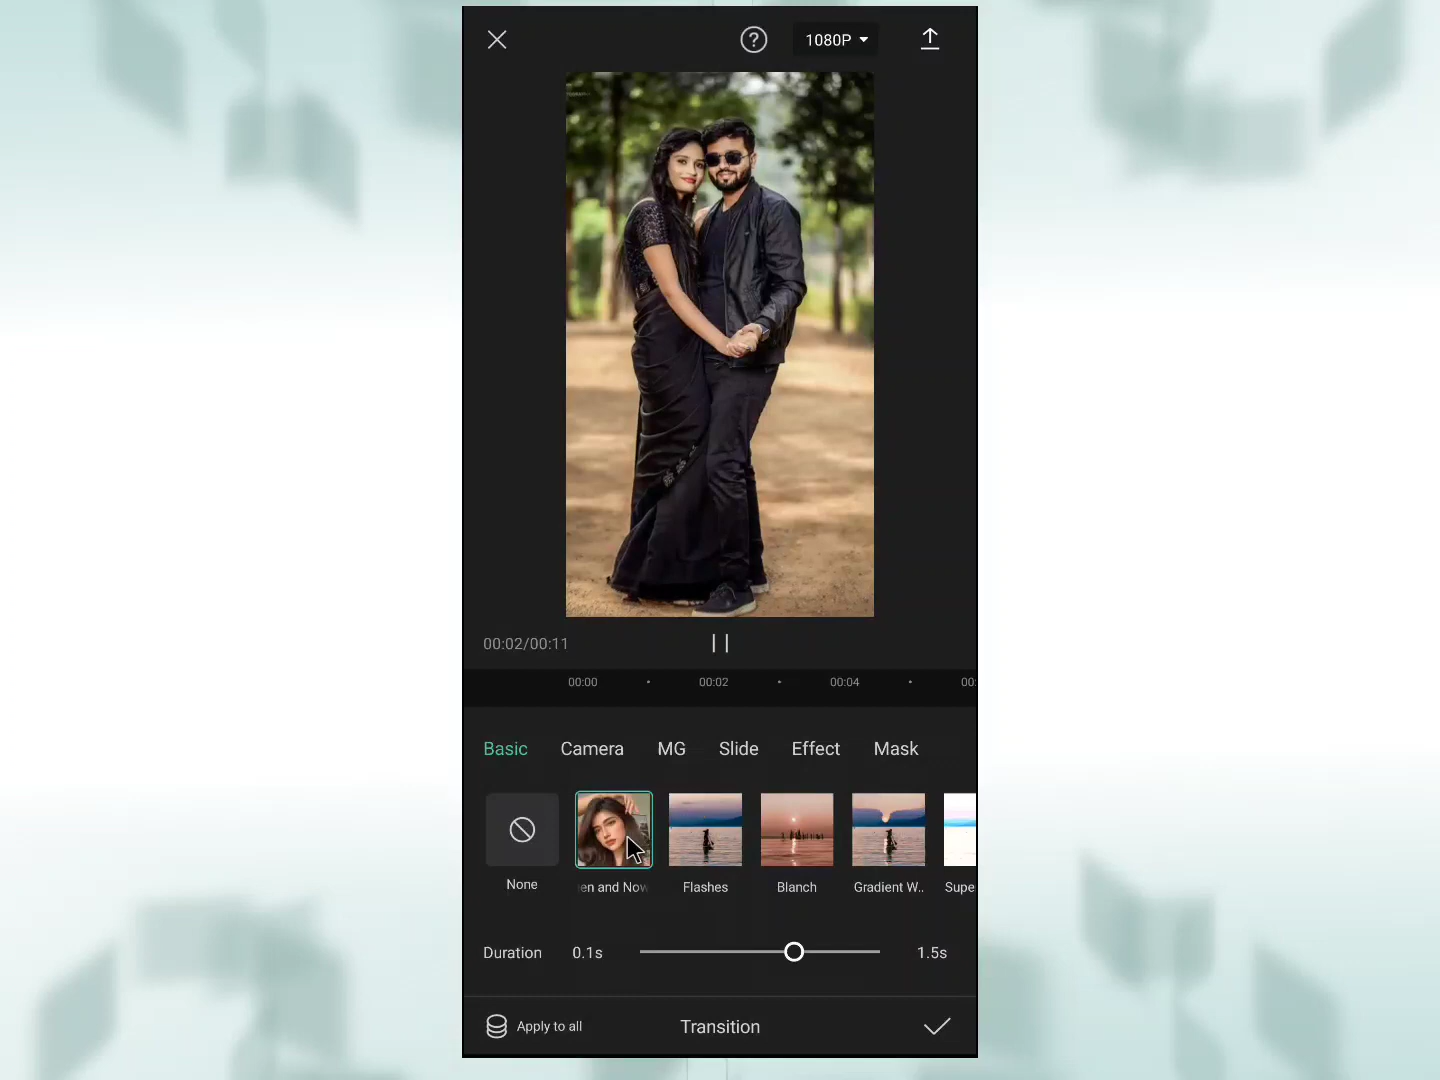 ?
1080P
00:02/00:11
00:00
00:02
00:04
00:
Basic
Camera
MG
Slide
Effect
Mask
None
en and Now
Flashes
Blanch
Gradient W..
Supe
Duration
0.1s
1.5s
Apply to all
Transition